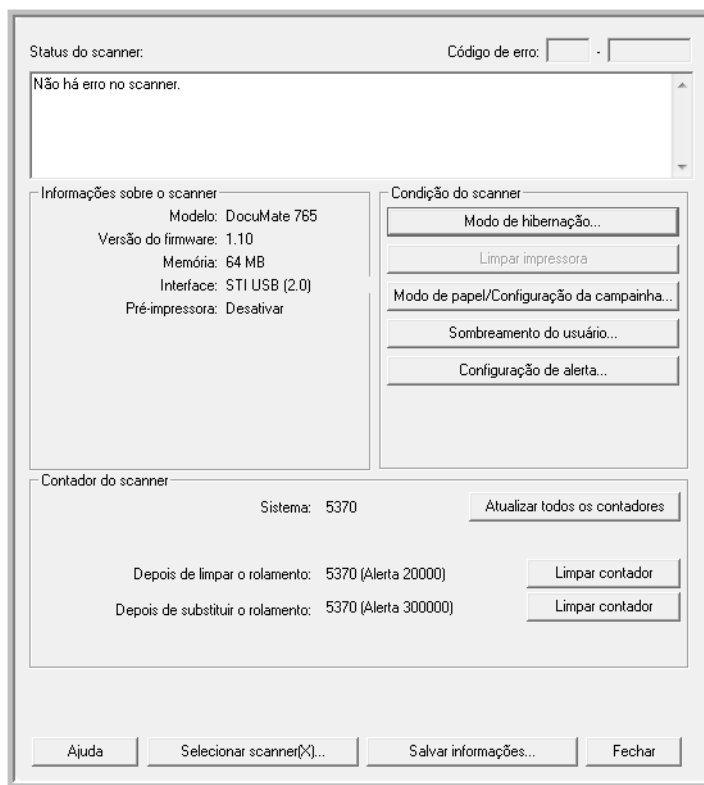 Status do scanner:
Código de erro: -
Não há erro no scanner.
Informações sobre o scanner
Modelo: DocuMate 765
Versão do firmware: 1.10
Memória: 64 MB
Interface: STI USB (2.0)
Pré-impressora: Desativar
Condição do scanner
Modo de hibernação...
Limpar impressora
Modo de papel/Configuração da campainha...
Sombreamento do usuário...
Configuração de alerta...
Contador do scanner
Sistema: 5370
Atualizar todos os contadores
Depois de limpar o rolamento: 5370 (Alerta 20000)
Limpar contador
Depois de substituir o rolamento: 5370 (Alerta 300000)
Limpar contador
Ajuda
Selecionar scanner(X)...
Salvar informações...
Fechar